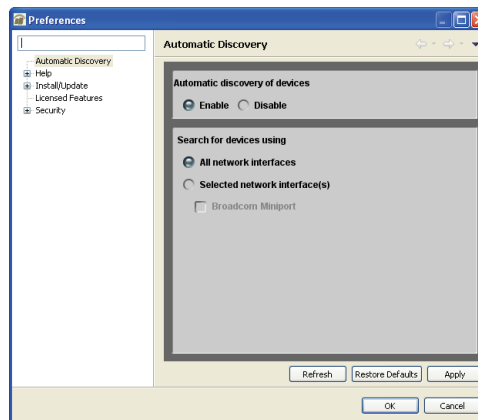 Preferences
Automatic Discovery
Automatic Discovery
Help
Install/Update
Licensed Features
Security
Automatic discovery of devices
Enable Disable
Search for devices using
All network interfaces
Selected network interface(s)
Broadcom Miniport
Refresh Restore Defaults Apply
OK Cancel